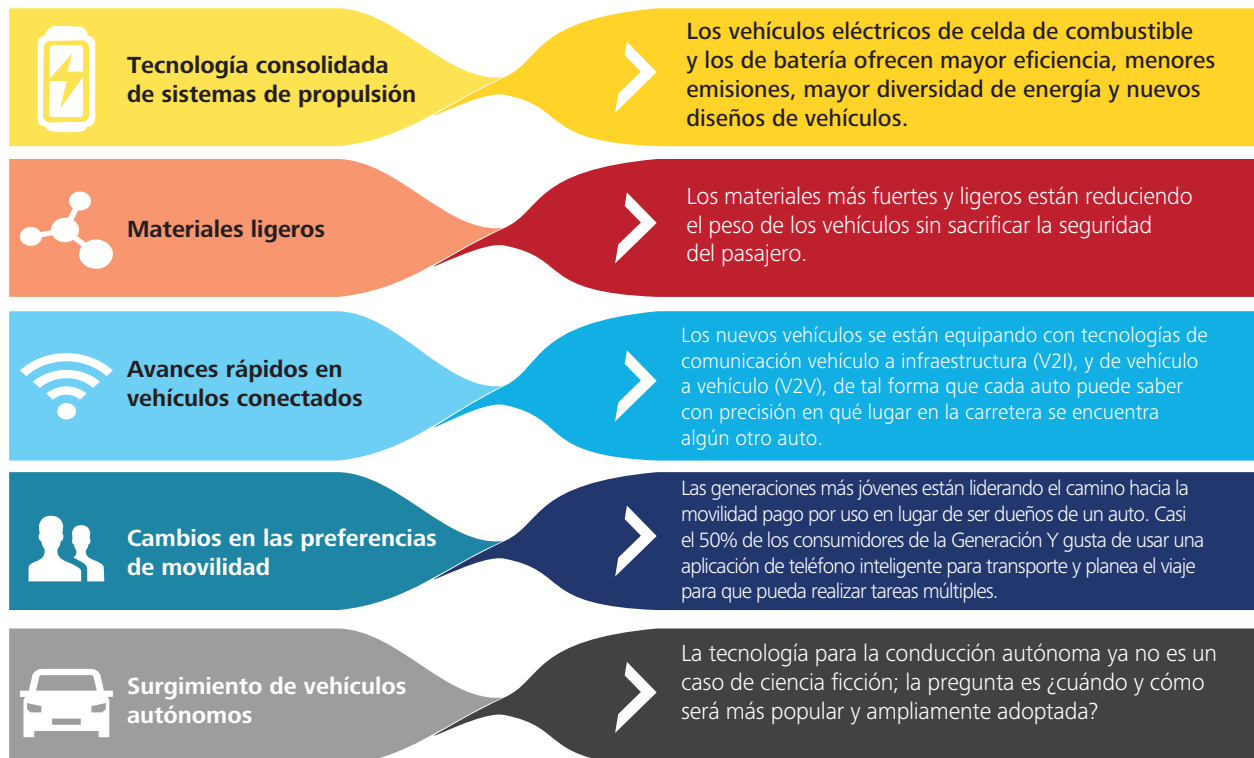 Tecnología consolidada
de sistemas de propulsión
Los vehículos eléctricos de celda de combustible
y los de batería ofrecen mayor eficiencia, menores
emisiones, mayor diversidad de energía y nuevos
diseños de vehículos.
Materiales ligeros
Los materiales más fuertes y ligeros están reduciendo
el peso de los vehículos sin sacrificar la seguridad
del pasajero.
Avances rápidos en
vehículos conectados
Los nuevos vehículos se están equipando con tecnologías de
comunicación vehículo a infraestructura (V2I), y de vehículo
a vehículo (V2V), de tal forma que cada auto puede saber
con precisión en qué lugar en la carretera se encuentra
algún otro auto.
Cambios en las preferencias
de movilidad
Las generaciones más jóvenes están liderando el camino hacia la
movilidad pago por uso en lugar de ser dueños de un auto. Casi
el 50% de los consumidores de la Generación Y gusta de usar una
aplicación de teléfono inteligente para transporte y planea el viaje
para que pueda realizar tareas múltiples.
Surgimiento de vehículos
autónomos
La tecnología para la conducción autónoma ya no es un
caso de ciencia ficción; la pregunta es ¿cuándo y cómo
será más popular y ampliamente adoptada?